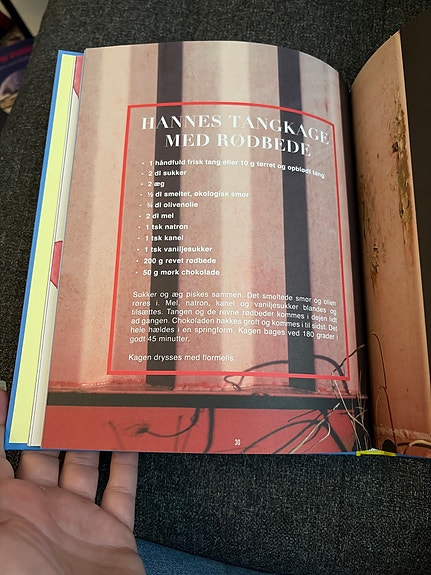 HANNES TANGKAGE
MED RØDBEDE
• 1 håndfuld frisk tang eller 10 g tørret og opblødt tang
• 2 dl sukker
• 2 æg
• ½ dl smeltet, økologisk smør
• ¾ dl olivenolie
• 2 dl mel
• 1 tsk natron
• 1 tsk kanel
• 1 tsk vaniljesukker
• 200 g revet rødbede
• 50 g mørk chokolade
Sukker og æg piskes sammen. Det smeltede smør og olien
røres i. Mel, natron, kanel og vaniljesukker blandes og
tilsættes. Tangen og de revne rødbeder kommes i dejen lidt
ad gangen. Chokoladen hakkes groft og kommes i til sidst. Det
hele hældes i en springform. Kagen bages ved 180 grader i
godt 45 minutter.
Kagen drysses med flormelis.
30